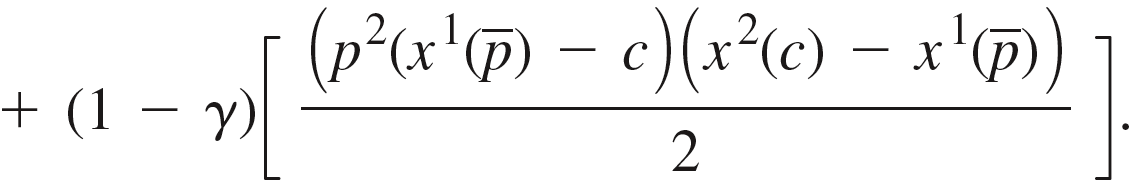 + (1 − γ)[ (p²(x¹(p̅) − c)(x²(c) − x¹(p̅)) / 2 ].